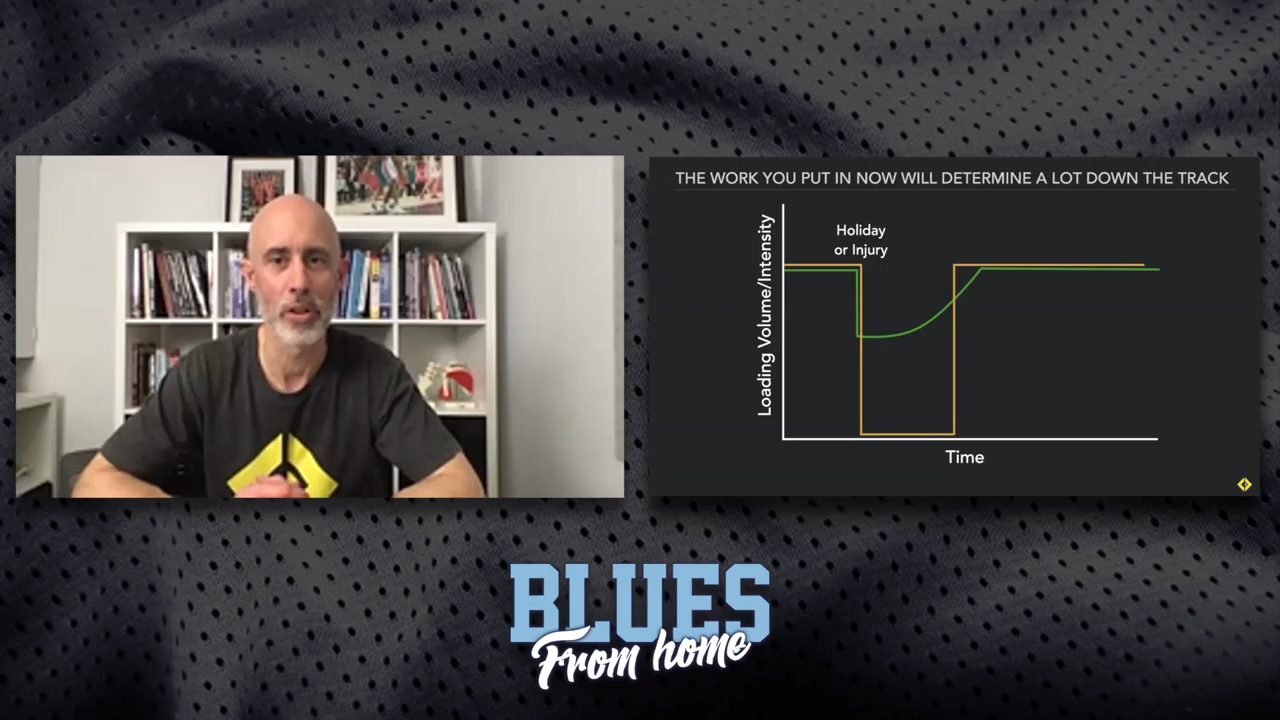 THE WORK YOU PUT IN NOW WILL DETERMINE A LOT DOWN THE TRACK
Holiday
or Injury
Loading Volume/Intensity
Time
BLUES
From home